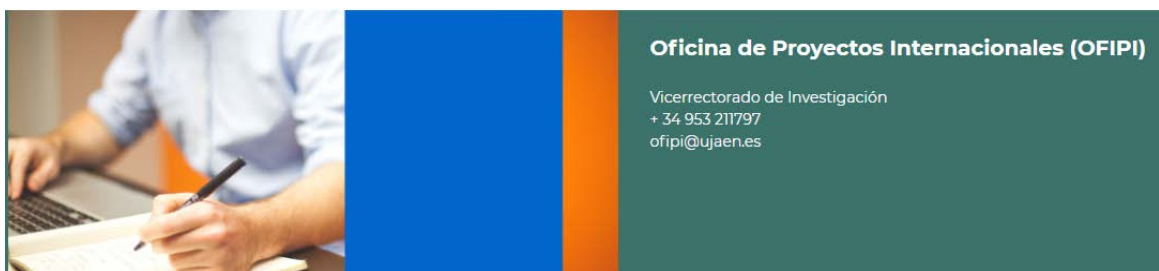 Oficina de Proyectos Internacionales (OFIPI)
Vicerrectorado de Investigación
+ 34 953 211797
ofipi@ujaen.es